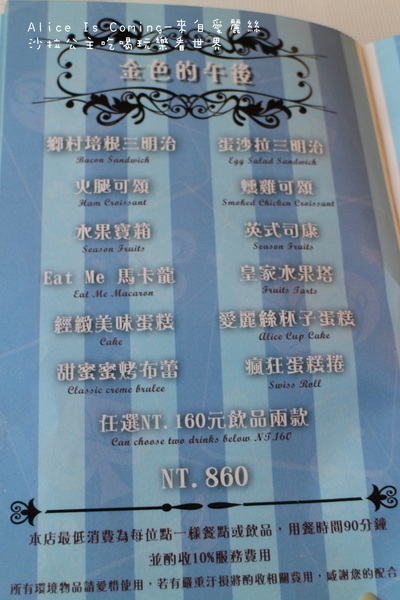 Alice Is Coming-來自愛麗絲
沙拉公主吃喝玩樂看世界
金色的午後
鄉村培根三明治 蛋沙拉三明治
Bacon Sandwich Egg Salad Sandwich
火腿可頌 燻雞可頌
Ham Croissant Smoked Chicken Croissant
水果寶箱 英式司康
Season Fruits Season Fruits
Eat Me 馬卡龍 皇家水果塔
Eat Me Macaron Fruits Tarts
輕緻美味蛋糕 愛麗絲杯子蛋糕
Cake Alice Cup Cake
甜蜜蜜烤布蕾 瘋狂蛋糕捲
Classic creme brulee Swiss Roll
任選NT.160元飲品兩款
Can choose two drinks below NT.160
NT.860
本店最低消費為每位點一樣餐點或飲品，用餐時間90分鐘
並酌收10%服務費用
所有環境物品請愛惜使用，若有嚴重汙損將酌收相關費用，感謝您的配合